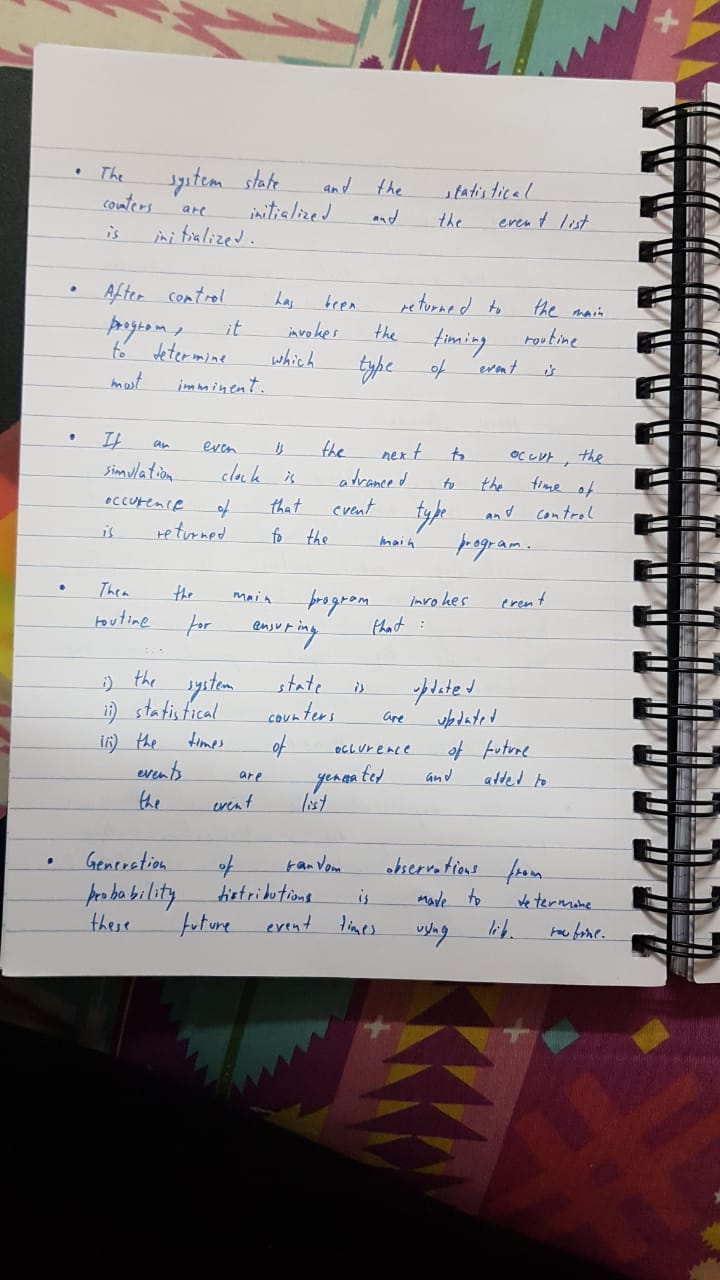 • The system state and the statistical
counters are initialized and the event list
is initialized.
• After control has been returned to the main
program, it invokes the timing routine
to determine which type of event is
most imminent.
• If an even is the next to occur, the
simulation clock is advanced to the time of
occurence of that event type and control
is returned to the main program.
• Then the main program invokes event
routine for ensuring that :
i) the system state is updated
ii) statistical counters are updated
iii) the times of occurence of future
events are generated and added to
the event list
• Generation of random observations from
probability distributions is made to determine
these future event times using lib. routine.